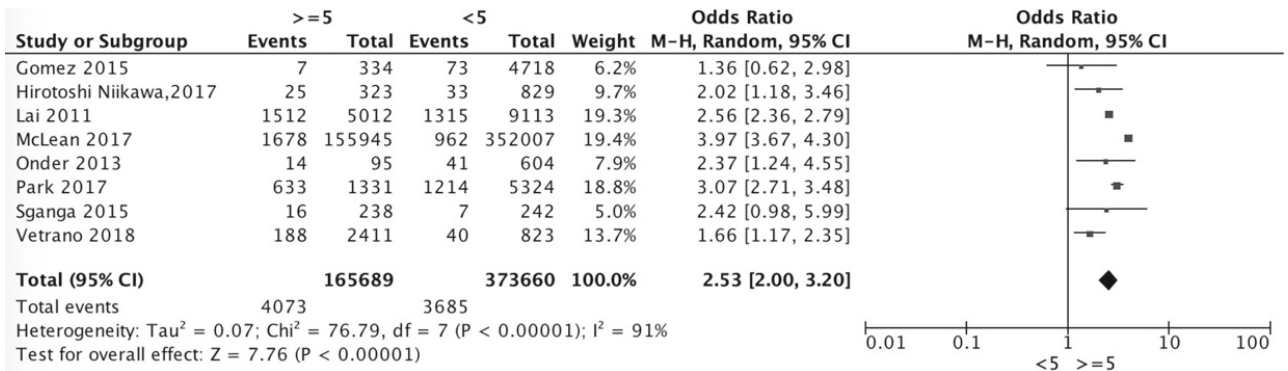 >=5 <5 Odds Ratio Odds Ratio
Study or Subgroup Events Total Events Total Weight M-H, Random, 95% CI M-H, Random, 95% CI
Gomez 2015 7 334 73 4718 6.2% 1.36 [0.62, 2.98]
Hirotoshi Niikawa,2017 25 323 33 829 9.7% 2.02 [1.18, 3.46]
Lai 2011 1512 5012 1315 9113 19.3% 2.56 [2.36, 2.79]
McLean 2017 1678 155945 962 352007 19.4% 3.97 [3.67, 4.30]
Onder 2013 14 95 41 604 7.9% 2.37 [1.24, 4.55]
Park 2017 633 1331 1214 5324 18.8% 3.07 [2.71, 3.48]
Sganga 2015 16 238 7 242 5.0% 2.42 [0.98, 5.99]
Vetrano 2018 188 2411 40 823 13.7% 1.66 [1.17, 2.35]
Total (95% CI) 165689 373660 100.0% 2.53 [2.00, 3.20]
Total events 4073 3685
Heterogeneity: Tau² = 0.07; Chi² = 76.79, df = 7 (P < 0.00001); I² = 91%
Test for overall effect: Z = 7.76 (P < 0.00001)
0.01 0.1 1 10 100
<5 >=5